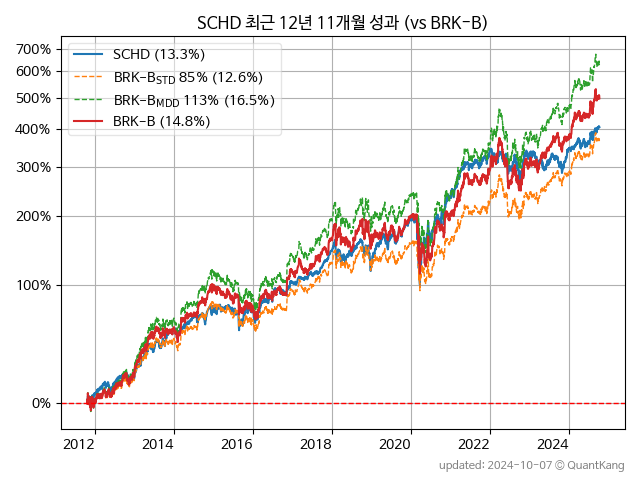 SCHD 최근 12년 11개월 성과 (vs BRK-B)
SCHD (13.3%)
BRK-BSTD 85% (12.6%)
BRK-BMDD 113% (16.5%)
BRK-B (14.8%)
700%
600%
500%
400%
300%
200%
100%
0%
2012 2014 2016 2018 2020 2022 2024
updated: 2024-10-07 © QuantKang